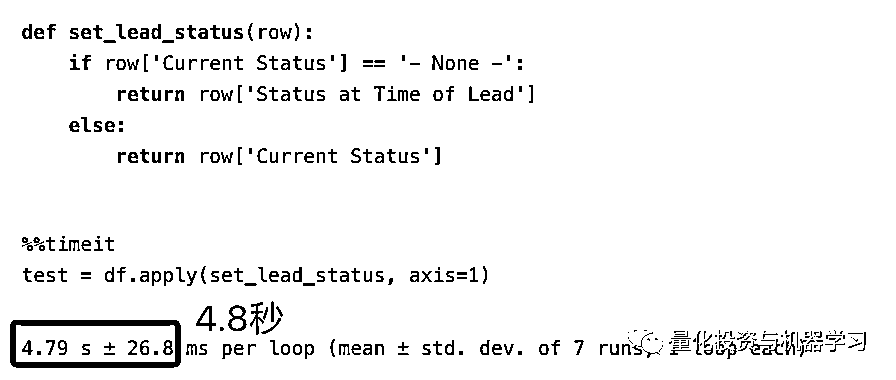 def set_lead_status(row):
    if row['Current Status'] == '- None -':
        return row['Status at Time of Lead']
    else:
        return row['Current Status']
%%timeit
test = df.apply(set_lead_status, axis=1)
4.8秒
4.79 s ± 26.8 ms per loop (mean ± std. dev. of 7 runs, 1 loop each)
量化投资与机器学习